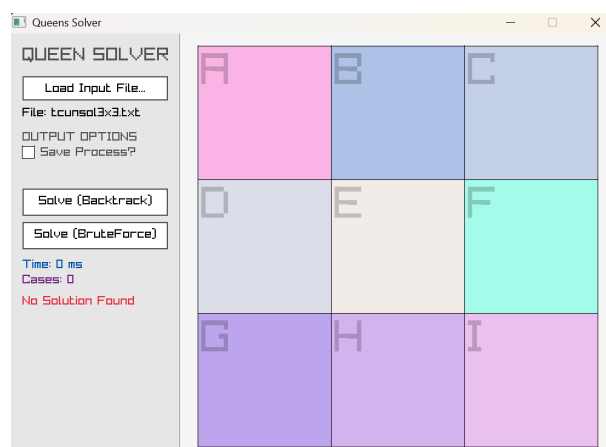 Queens Solver
QUEEN SOLVER
Load Input File...
File: tcunsol3x3.txt
OUTPUT OPTIONS
Save Process?
Solve (Backtrack)
Solve (BruteForce)
Time: 0 ms
Cases: 0
No Solution Found
A B C
D E F
G H I